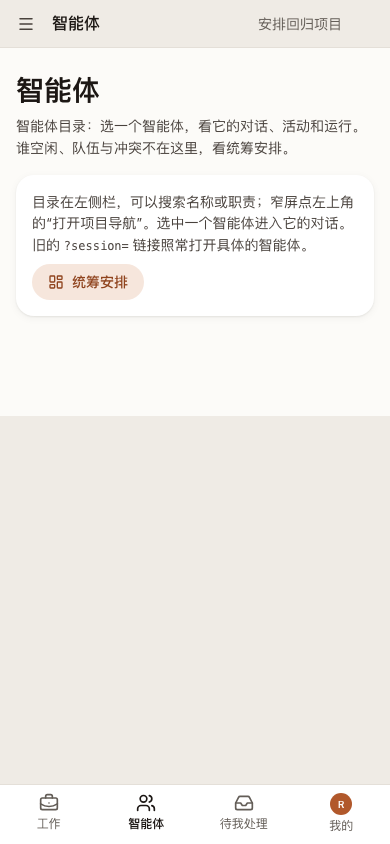 智能体
安排回归项目
智能体
智能体目录：选一个智能体，看它的对话、活动和运行。
谁空闲、队伍与冲突不在这里，看统筹安排。
目录在左侧栏，可以搜索名称或职责；窄屏点左上角
的“打开项目导航”。选中一个智能体进入它的对话。
旧的 ?session= 链接照常打开具体的智能体。
统筹安排
工作
智能体
待我处理
R
我的